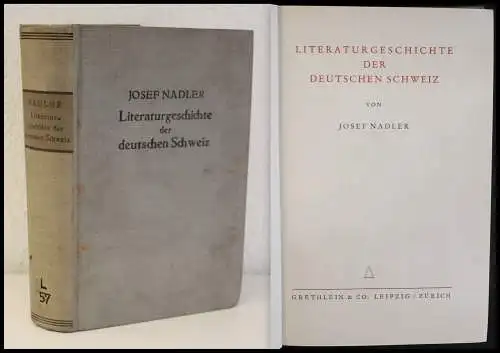 NADLER
Literatur
geschichte der
deutschen Schweiz
L
57
JOSEF NADLER
Literaturgeschichte
der
deutschen Schweiz
LITERATURGESCHICHTE
DER
DEUTSCHEN SCHWEIZ
VON
JOSEF NADLER
GRETHLEIN & CO. LEIPZIG / ZÜRICH